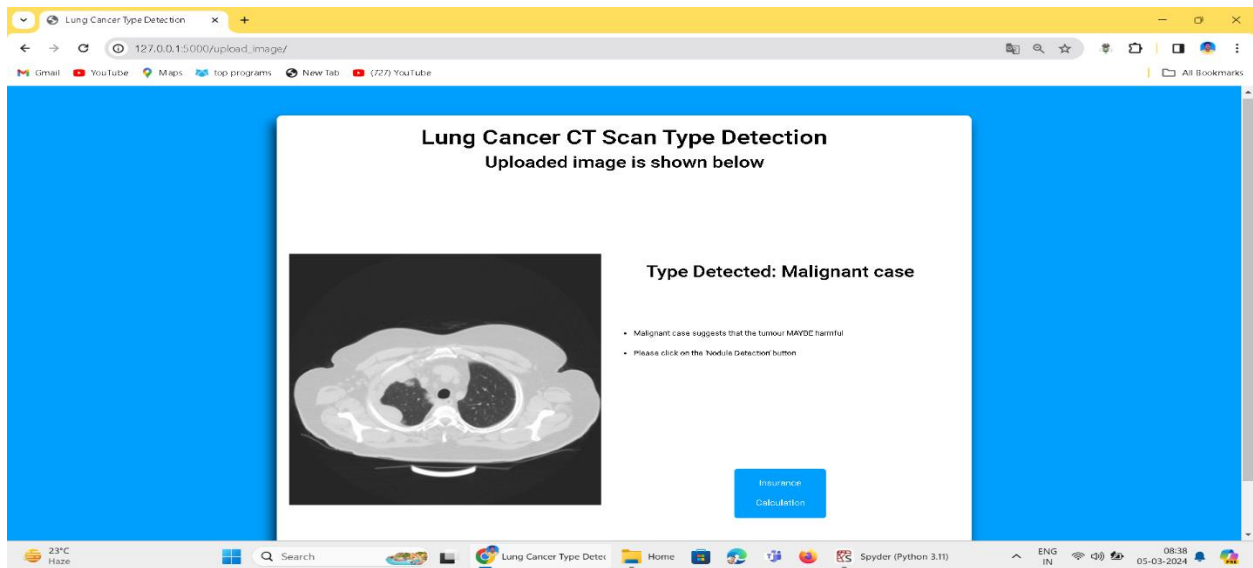 Lung Cancer Type Detection
127.0.0.1:5000/upload_image/
Gmail YouTube Maps top programs New Tab (727) YouTube All Bookmarks
Lung Cancer CT Scan Type Detection
Uploaded image is shown below
Type Detected: Malignant case
• Malignant case suggests that the tumour MAYBE harmful
• Please click on the 'Nodule Detection' button
Insurance
Calculation
23°C
Haze
Search
Lung Cancer Type Detec
Home
Spyder (Python 3.11)
ENG
IN
08:38
05-03-2024